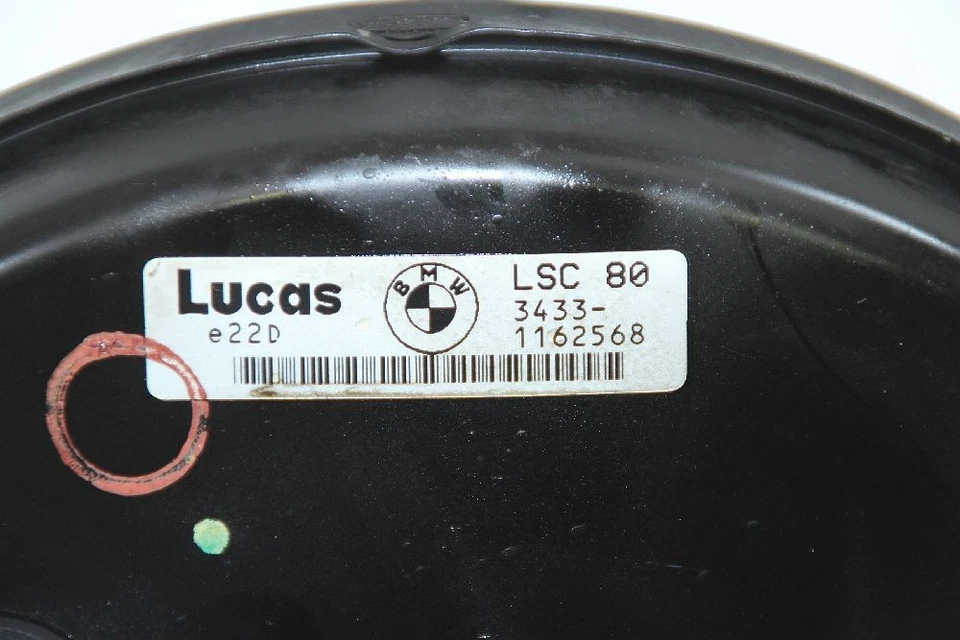 Lucas
e22D
BMW
LSC 80
3433-
1162568